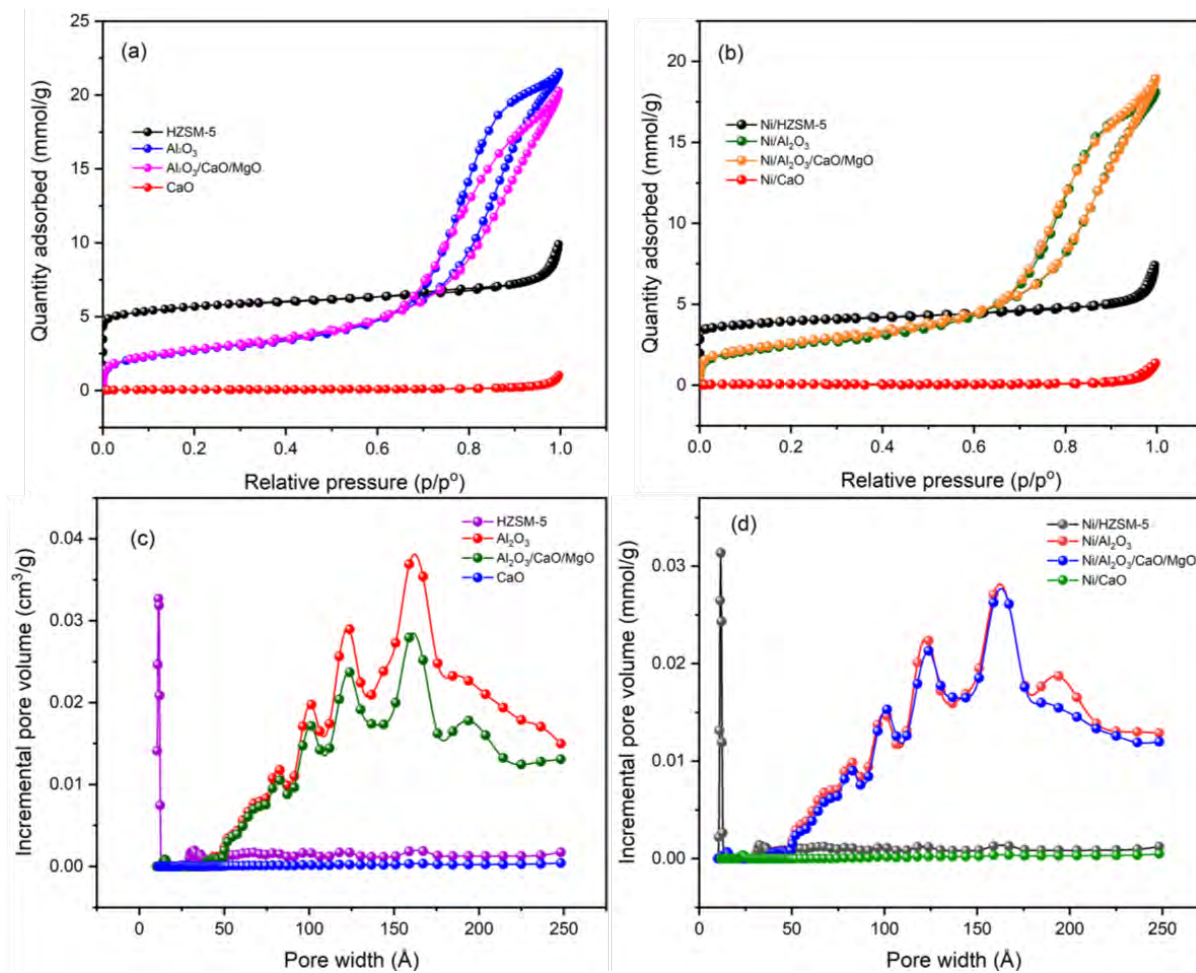 (a)
HZSM-5
Al₂O₃
Al₂O₃/CaO/MgO
CaO
Quantity adsorbed (mmol/g)
25
20
15
10
5
0
0.0 0.2 0.4 0.6 0.8 1.0
Relative pressure (p/p°)
(b)
Ni/HZSM-5
Ni/Al₂O₃
Ni/Al₂O₃/CaO/MgO
Ni/CaO
Quantity adsorbed (mmol/g)
20
15
10
5
0
0.0 0.2 0.4 0.6 0.8 1.0
Relative pressure (p/p°)
(c)
HZSM-5
Al₂O₃
Al₂O₃/CaO/MgO
CaO
Incremental pore volume (cm³/g)
0.04
0.03
0.02
0.01
0.00
0 50 100 150 200 250
Pore width (Å)
(d)
Ni/HZSM-5
Ni/Al₂O₃
Ni/Al₂O₃/CaO/MgO
Ni/CaO
Incremental pore volume (mmol/g)
0.03
0.02
0.01
0.00
0 50 100 150 200 250
Pore width (Å)